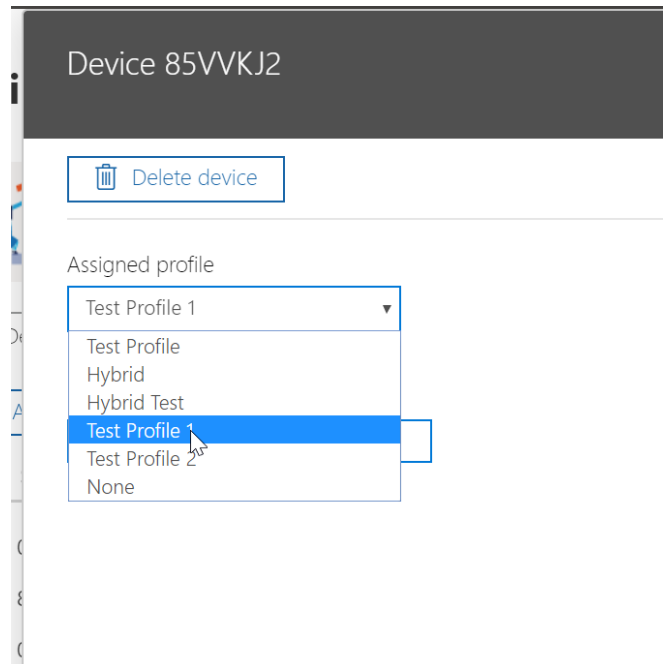 Device 85VVKJ2
Delete device
Assigned profile
Test Profile 1
Test Profile
Hybrid
Hybrid Test
Test Profile 1
Test Profile 2
None